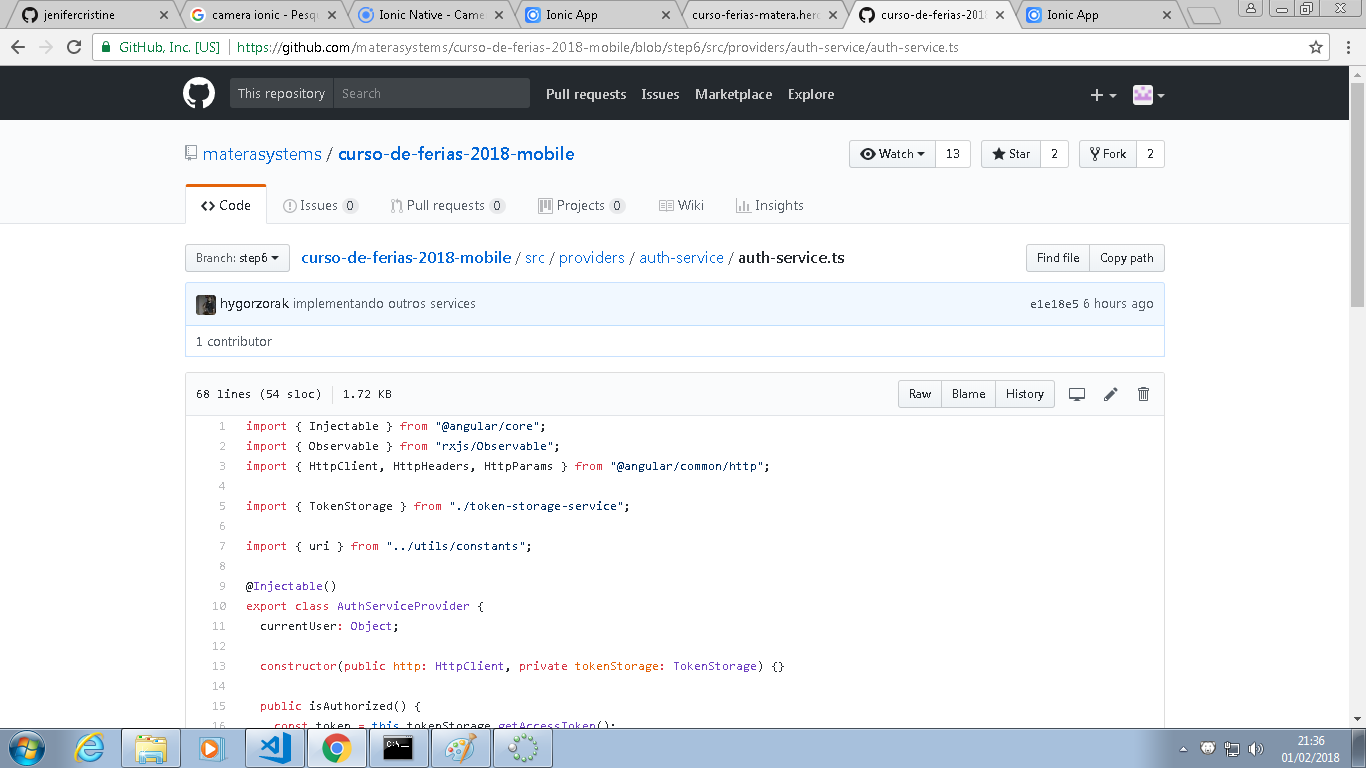 jenifercristine
camera ionic - Pesqu
Ionic Native - Came
Ionic App
curso-ferias-matera.hero
curso-de-ferias-201
Ionic App
GitHub, Inc. [US]
https://github.com/materasystems/curso-de-ferias-2018-mobile/blob/step6/src/providers/auth-service/auth-service.ts
This repository Search Pull requests Issues Marketplace Explore
materasystems / curso-de-ferias-2018-mobile
Watch 13 Star 2 Fork 2
Code Issues 0 Pull requests 0 Projects 0 Wiki Insights
Branch: step6 curso-de-ferias-2018-mobile / src / providers / auth-service / auth-service.ts Find file Copy path
hygorzorak implementando outros services e1e18e5 6 hours ago
1 contributor
68 lines (54 sloc) 1.72 KB Raw Blame History
1 import { Injectable } from "@angular/core";
2 import { Observable } from "rxjs/Observable";
3 import { HttpClient, HttpHeaders, HttpParams } from "@angular/common/http";
4
5 import { TokenStorage } from "./token-storage-service";
6
7 import { uri } from "../utils/constants";
8
9 @Injectable()
10 export class AuthServiceProvider {
11 currentUser: Object;
12
13 constructor(public http: HttpClient, private tokenStorage: TokenStorage) {}
14
15 public isAuthorized() {
16 const token = this.tokenStorage.getAccessToken();
C:\_
21:36
01/02/2018